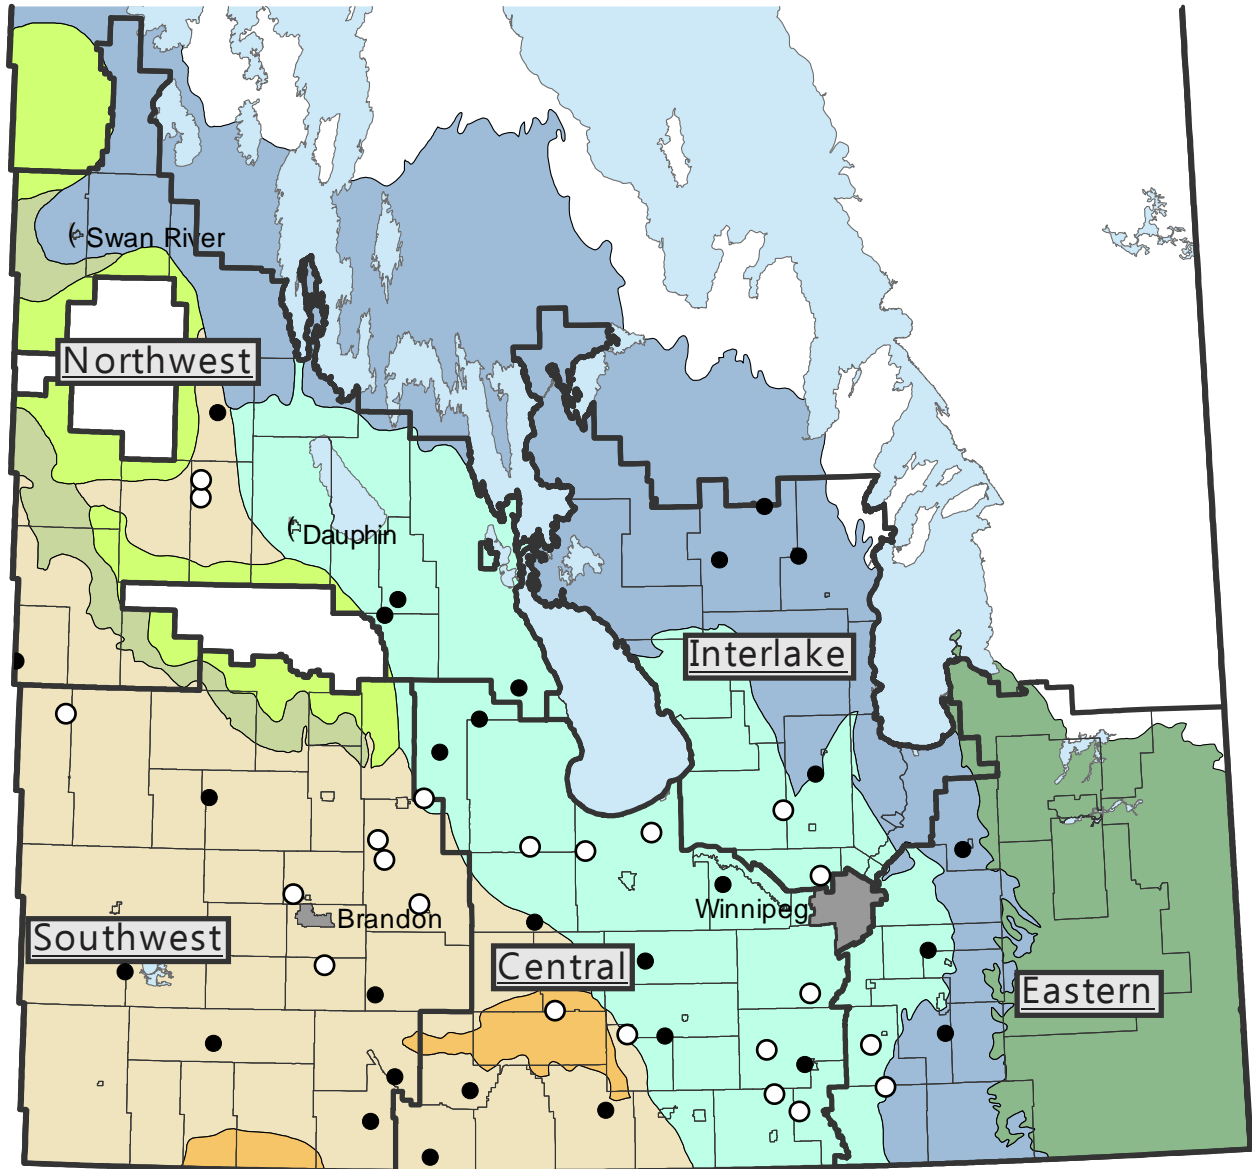 Swan River
Northwest
Dauphin
Interlake
Winnipeg
Brandon
Southwest
Central
Eastern